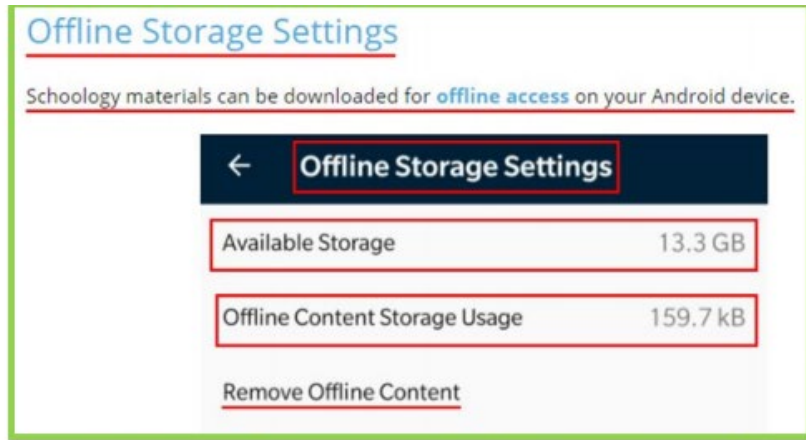 Offline Storage Settings
Schoology materials can be downloaded for offline access on your Android device.
Offline Storage Settings
Available Storage 13.3 GB
Offline Content Storage Usage 159.7 kB
Remove Offline Content